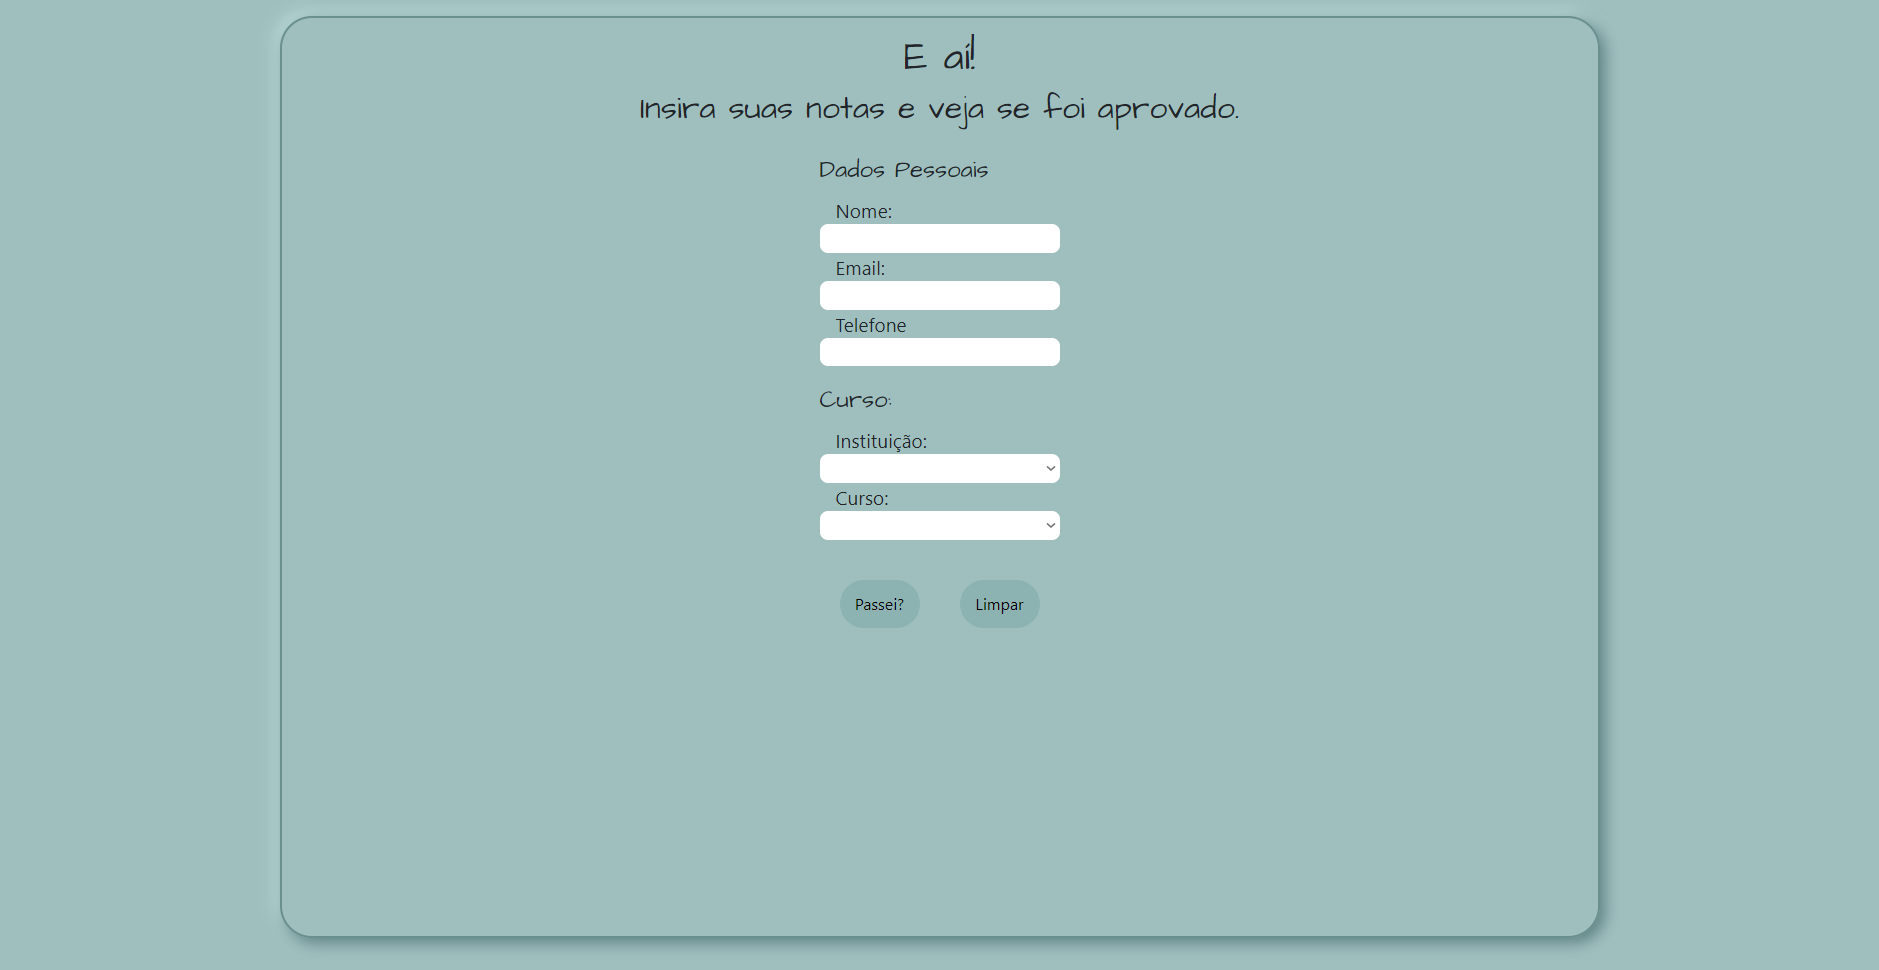 E aí!
Insira suas notas e veja se foi aprovado.
Dados Pessoais
Nome:
Email:
Telefone
Curso:
Instituição:
Curso:
Passei? Limpar